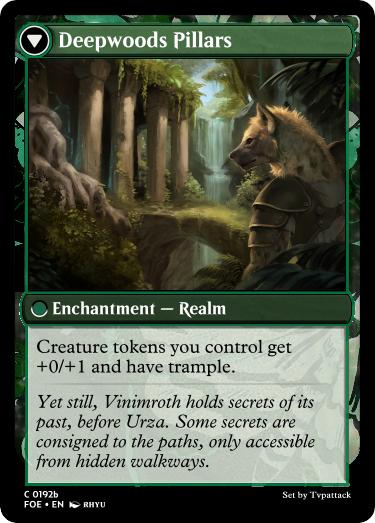 Deepwoods Pillars
Enchantment — Realm
Creature tokens you control get
+0/+1 and have trample.
Yet still, Vinimroth holds secrets of its
past, before Urza. Some secrets are
consigned to the paths, only accessible
from hidden walkways.
C 0192b
FOE • EN RHYU
Set by Tvpattack